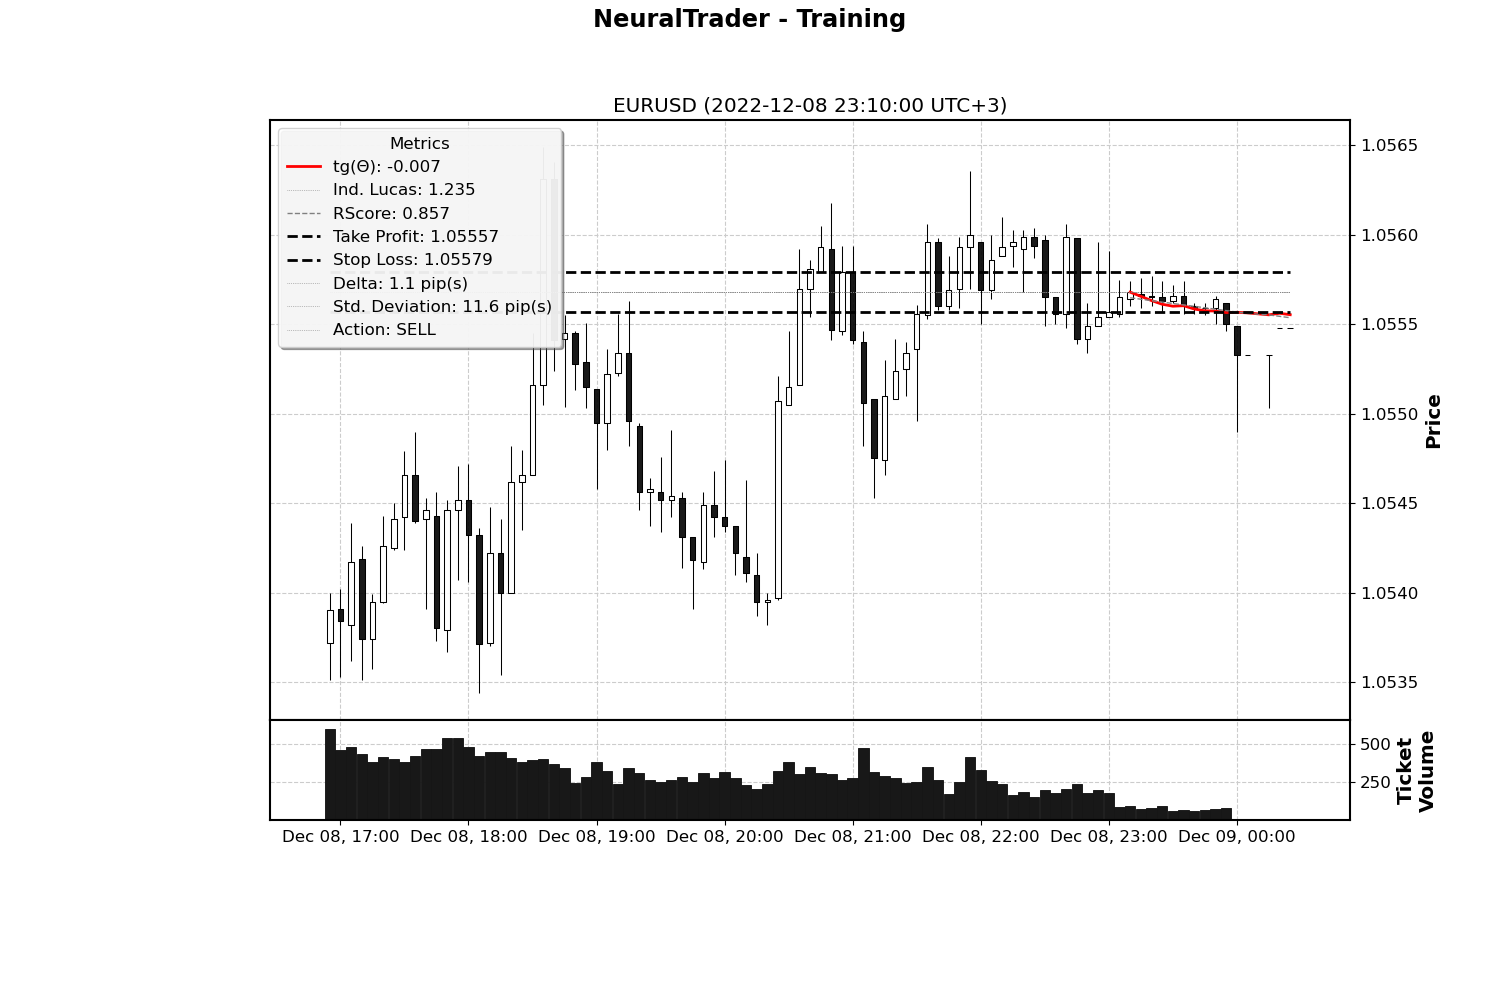 NeuralTrader - Training
EURUSD (2022-12-08 23:10:00 UTC+3)
Metrics
tg(Θ): -0.007
Ind. Lucas: 1.235
RScore: 0.857
Take Profit: 1.05557
Stop Loss: 1.05579
Delta: 1.1 pip(s)
Std. Deviation: 11.6 pip(s)
Action: SELL
1.0565
1.0560
1.0555
1.0550
1.0545
1.0540
1.0535
Price
500
250
Ticket
Volume
Dec 08, 17:00 Dec 08, 18:00 Dec 08, 19:00 Dec 08, 20:00 Dec 08, 21:00 Dec 08, 22:00 Dec 08, 23:00 Dec 09, 00:00